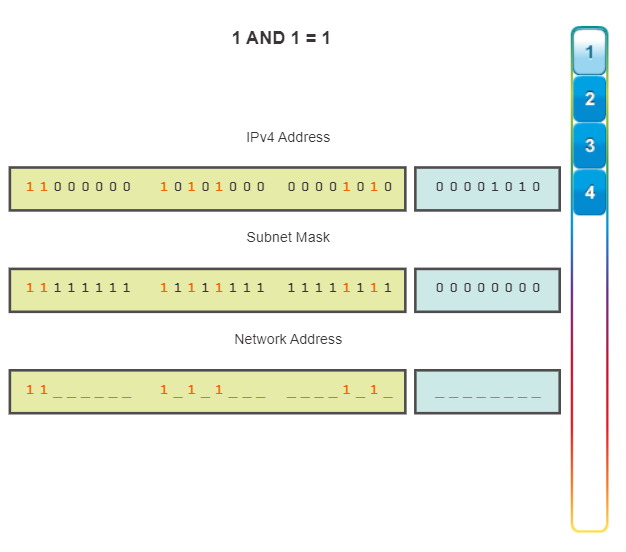 1 AND 1 = 1
1
2
3
4
IPv4 Address
1 1 0 0 0 0 0 0 1 0 1 0 1 0 0 0 0 0 0 0 1 0 1 0 0 0 0 0 1 0 1 0
Subnet Mask
1 1 1 1 1 1 1 1 1 1 1 1 1 1 1 1 1 1 1 1 1 1 1 1 0 0 0 0 0 0 0 0
Network Address
1 1 _ _ _ _ _ _ 1 _ 1 _ 1 _ _ _ _ _ _ _ 1 _ 1 _ _ _ _ _ _ _ _ _